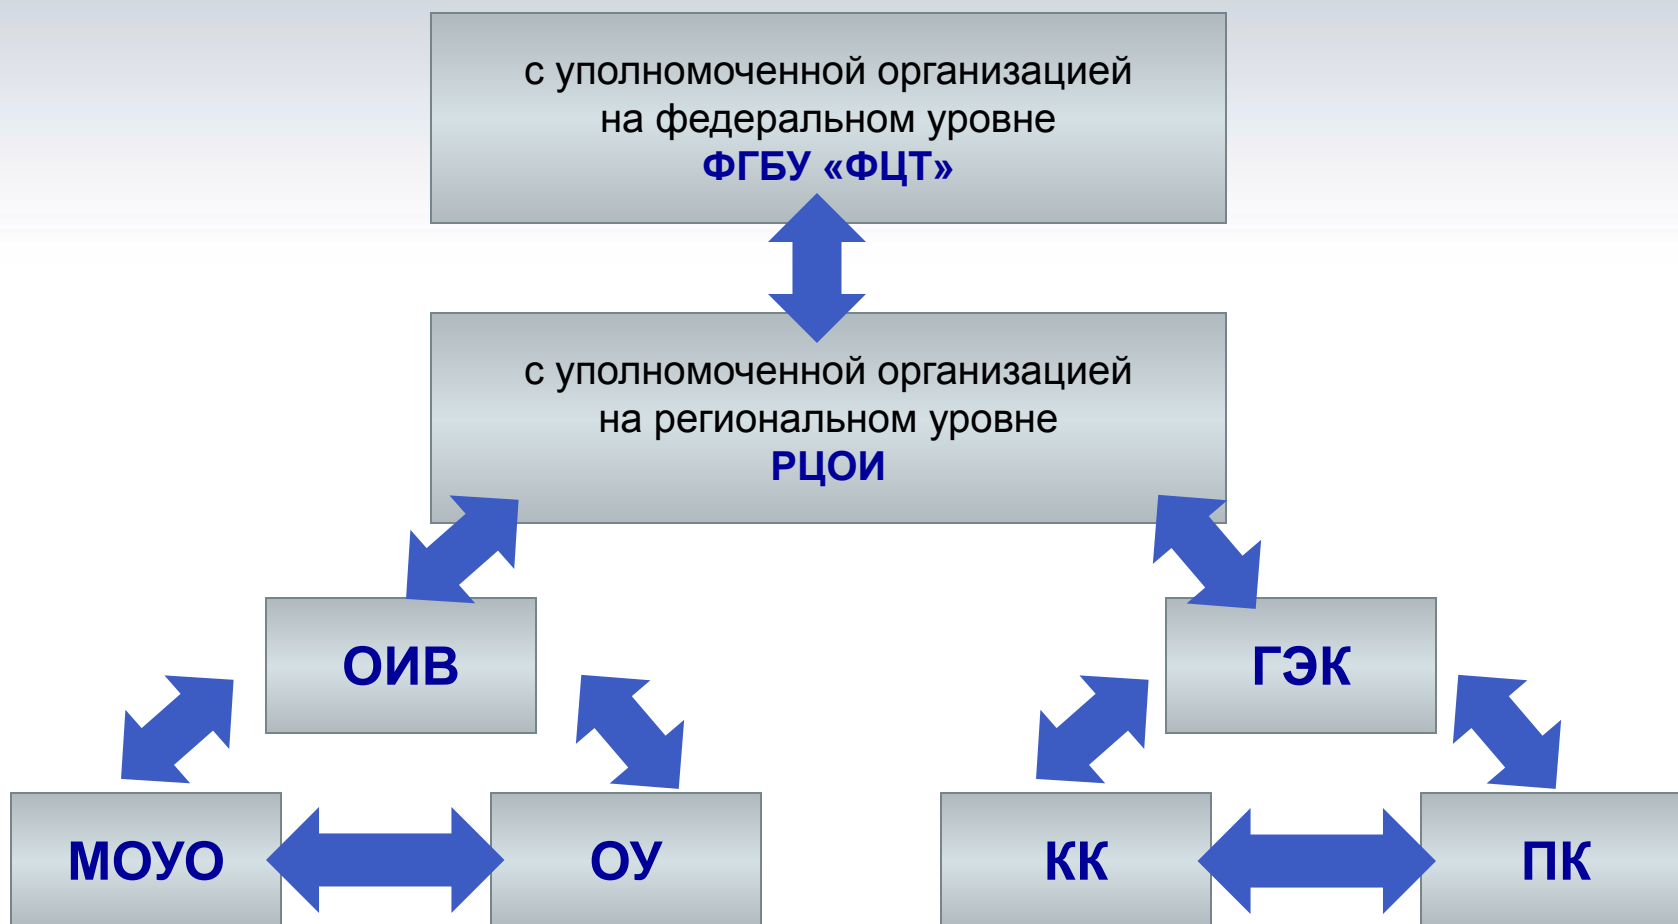 с уполномоченной организацией
на федеральном уровне
ФГБУ «ФЦТ»
с уполномоченной организацией
на региональном уровне
РЦОИ
ОИВ
ГЭК
МОУО
ОУ
КК
ПК